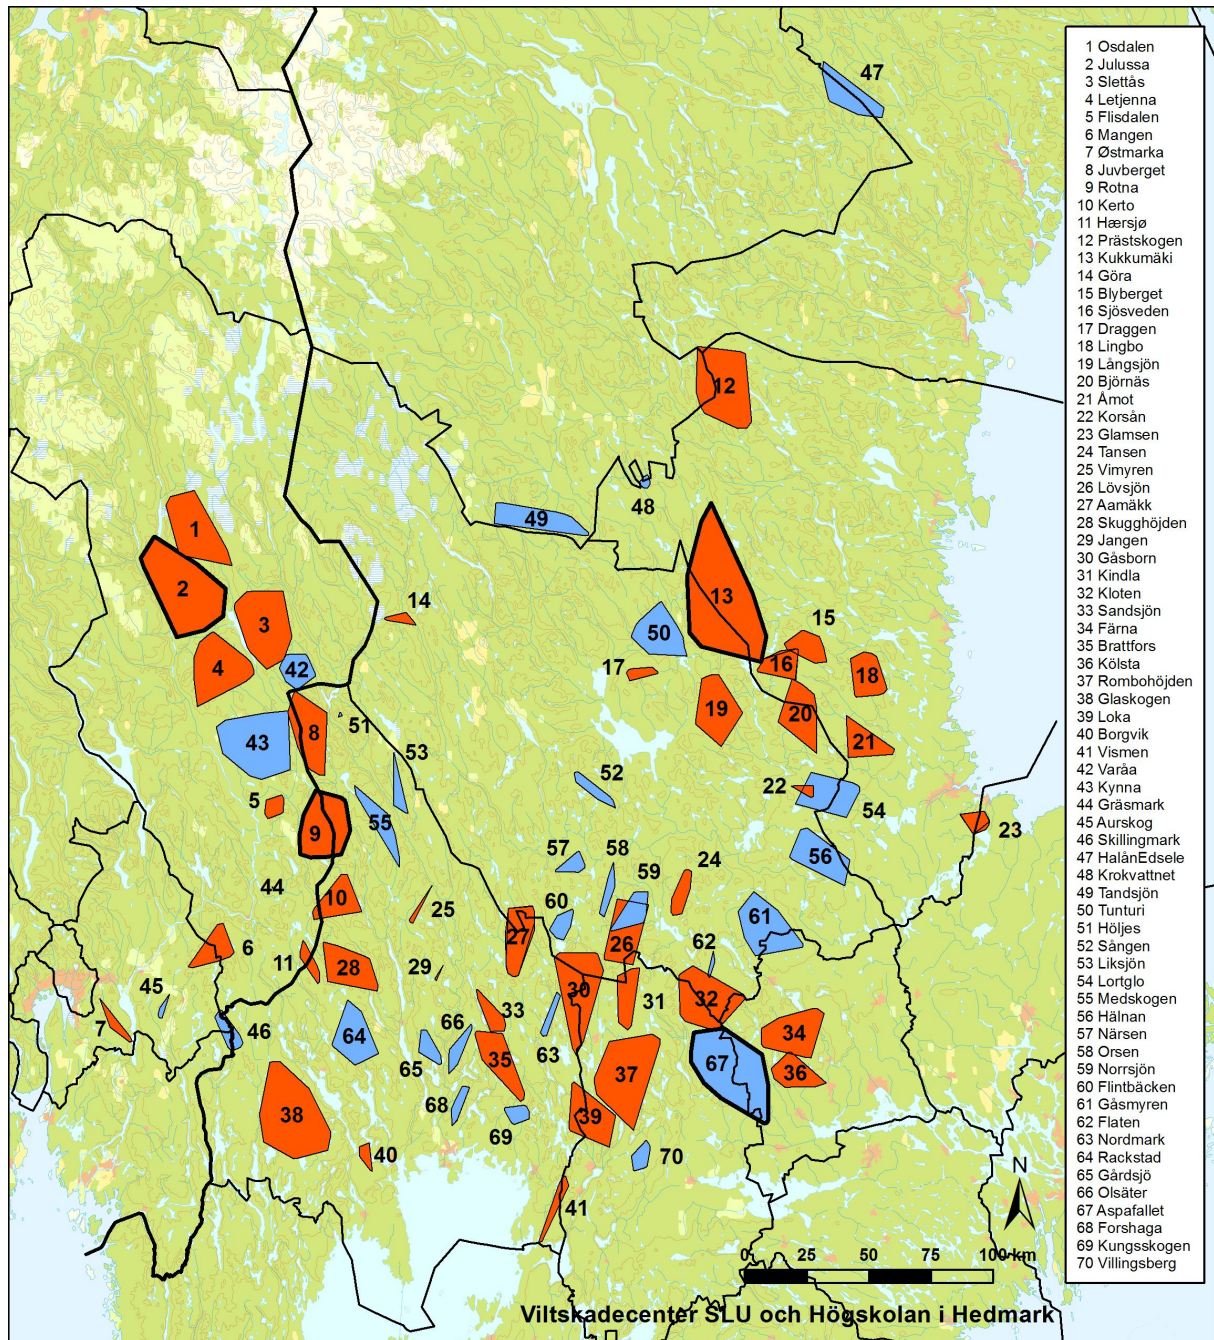 47
12
48
49
1
2
3
14
13
50
15
4
42
17
16
18
51
8
19
20
43
53
21
52
22
5
54
55
9
23
57
58
24
56
59
44
10
25
60
61
27
6
26
62
11
28
29
30
31
32
45
33
7
46
66
64
63
34
65
35
67
37
36
68
38
39
69
40
70
41
N
0 25 50 75 100 km
Viltskadecenter SLU och Högskolan i Hedmark
1 Osdalen
2 Julussa
3 Slettås
4 Letjenna
5 Flisdalen
6 Mangen
7 Østmarka
8 Juvberget
9 Rotna
10 Kerto
11 Hærsjø
12 Prästskogen
13 Kukkumäki
14 Göra
15 Blyberget
16 Sjösveden
17 Draggen
18 Lingbo
19 Långsjön
20 Björnäs
21 Åmot
22 Korsån
23 Glamsen
24 Tansen
25 Vimyren
26 Lövsjön
27 Aamäkk
28 Skugghöjden
29 Jangen
30 Gåsborn
31 Kindla
32 Kloten
33 Sandsjön
34 Färna
35 Brattfors
36 Kölsta
37 Rombohöjden
38 Glaskogen
39 Loka
40 Borgvik
41 Vismen
42 Varåa
43 Kynna
44 Gräsmark
45 Aurskog
46 Skillingmark
47 HalånEdsele
48 Krokvattnet
49 Tandsjön
50 Tunturi
51 Höljes
52 Sången
53 Liksjön
54 Lortglo
55 Medskogen
56 Hälnan
57 Närsen
58 Orsen
59 Norrsjön
60 Flintbäcken
61 Gåsmyren
62 Flaten
63 Nordmark
64 Rackstad
65 Gårdsjö
66 Olsäter
67 Aspafallet
68 Forshaga
69 Kungsskogen
70 Villingsberg